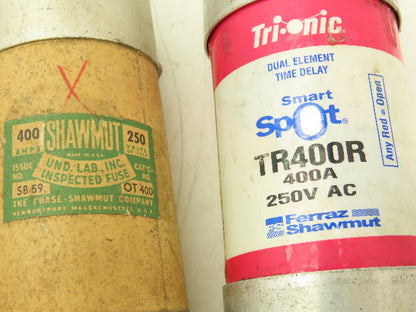 X
400 AMPS
SHAWMUT
250 VOLTS
MADE IN U.S.A.
UND. LAB., INC.
INSPECTED FUSE
ISSUE NO.
SB-59-
CAT'G. NO.
OT 400
THE CHASE-SHAWMUT COMPANY
NEWBURYPORT MASSACHUSETTS U.S.A.
Tri-onic
DUAL ELEMENT
TIME DELAY
Smart
Spot
Any Red = Open
TR400R
400A
250V AC
Ferraz
Shawmut